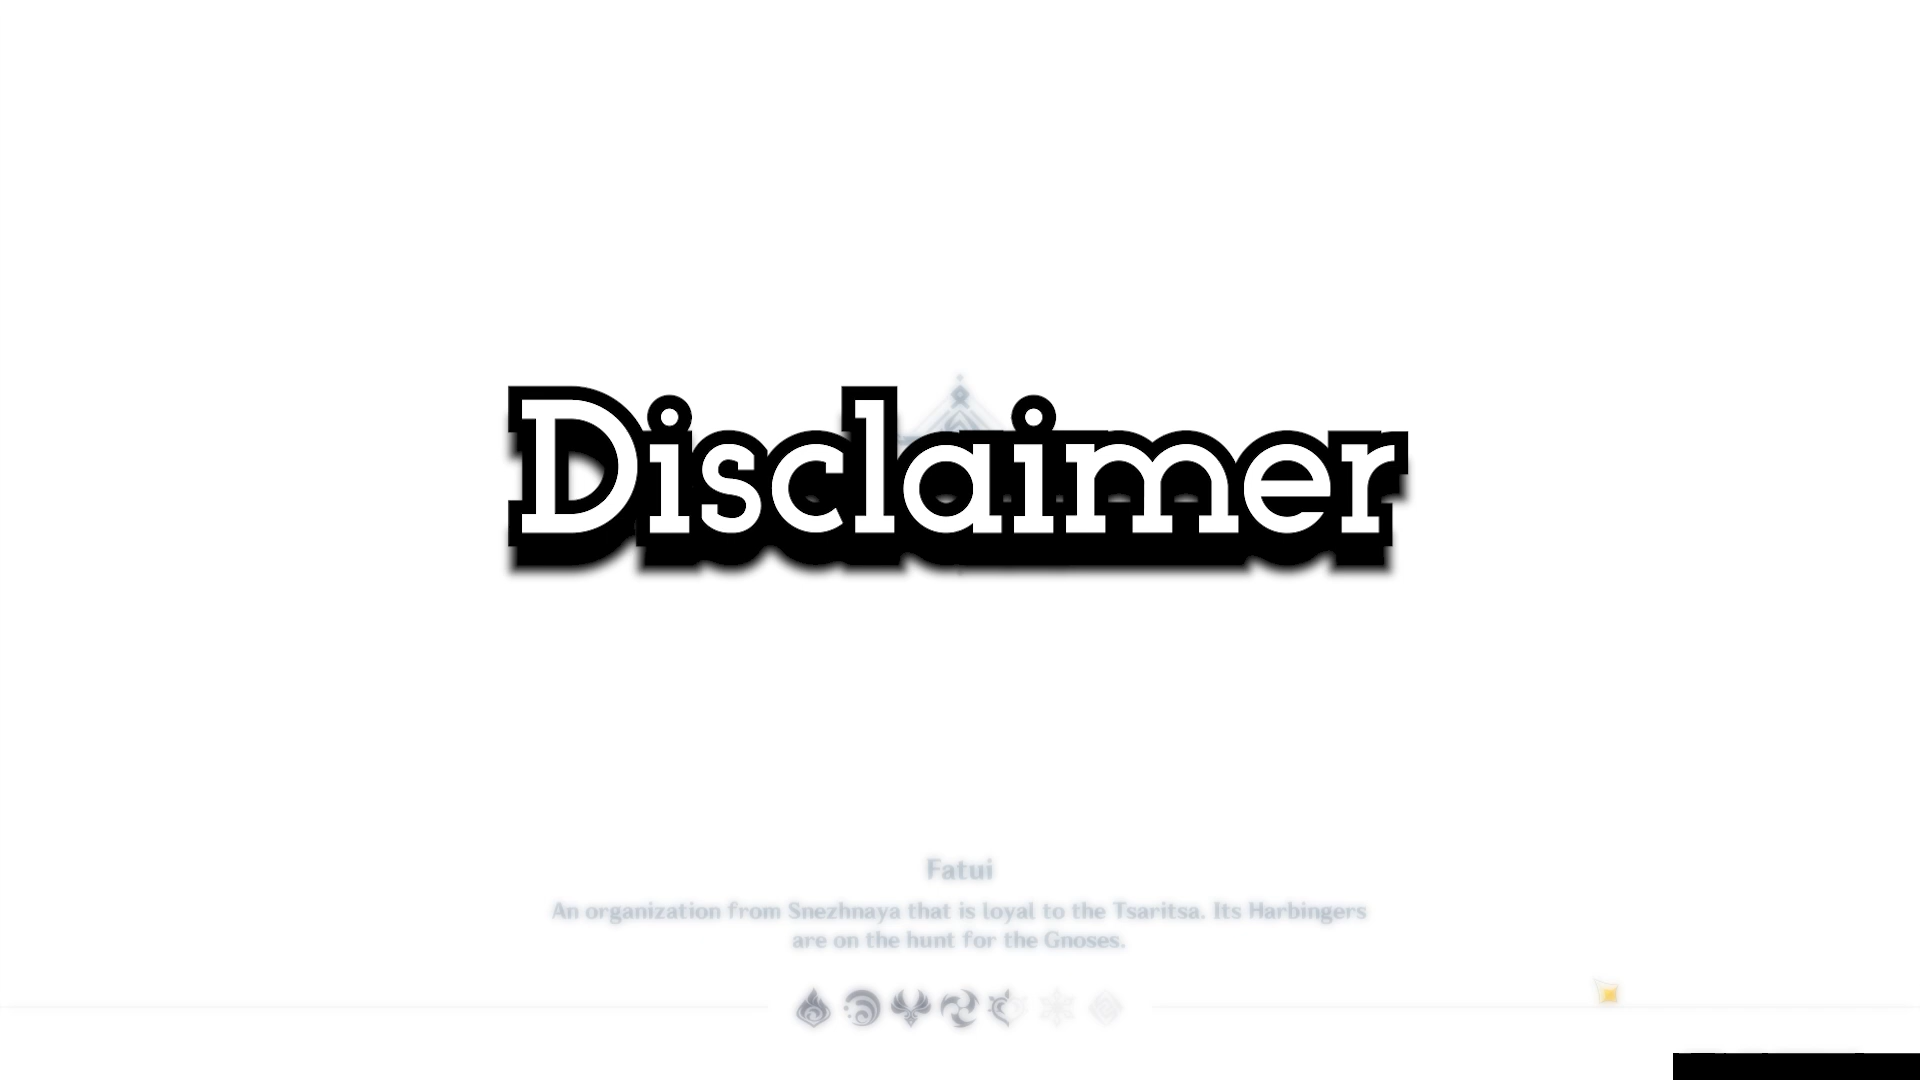 Disclaimer
Fatui
An organization from Snezhnaya that is loyal to the Tsaritsa. Its Harbingers
are on the hunt for the Gnoses.